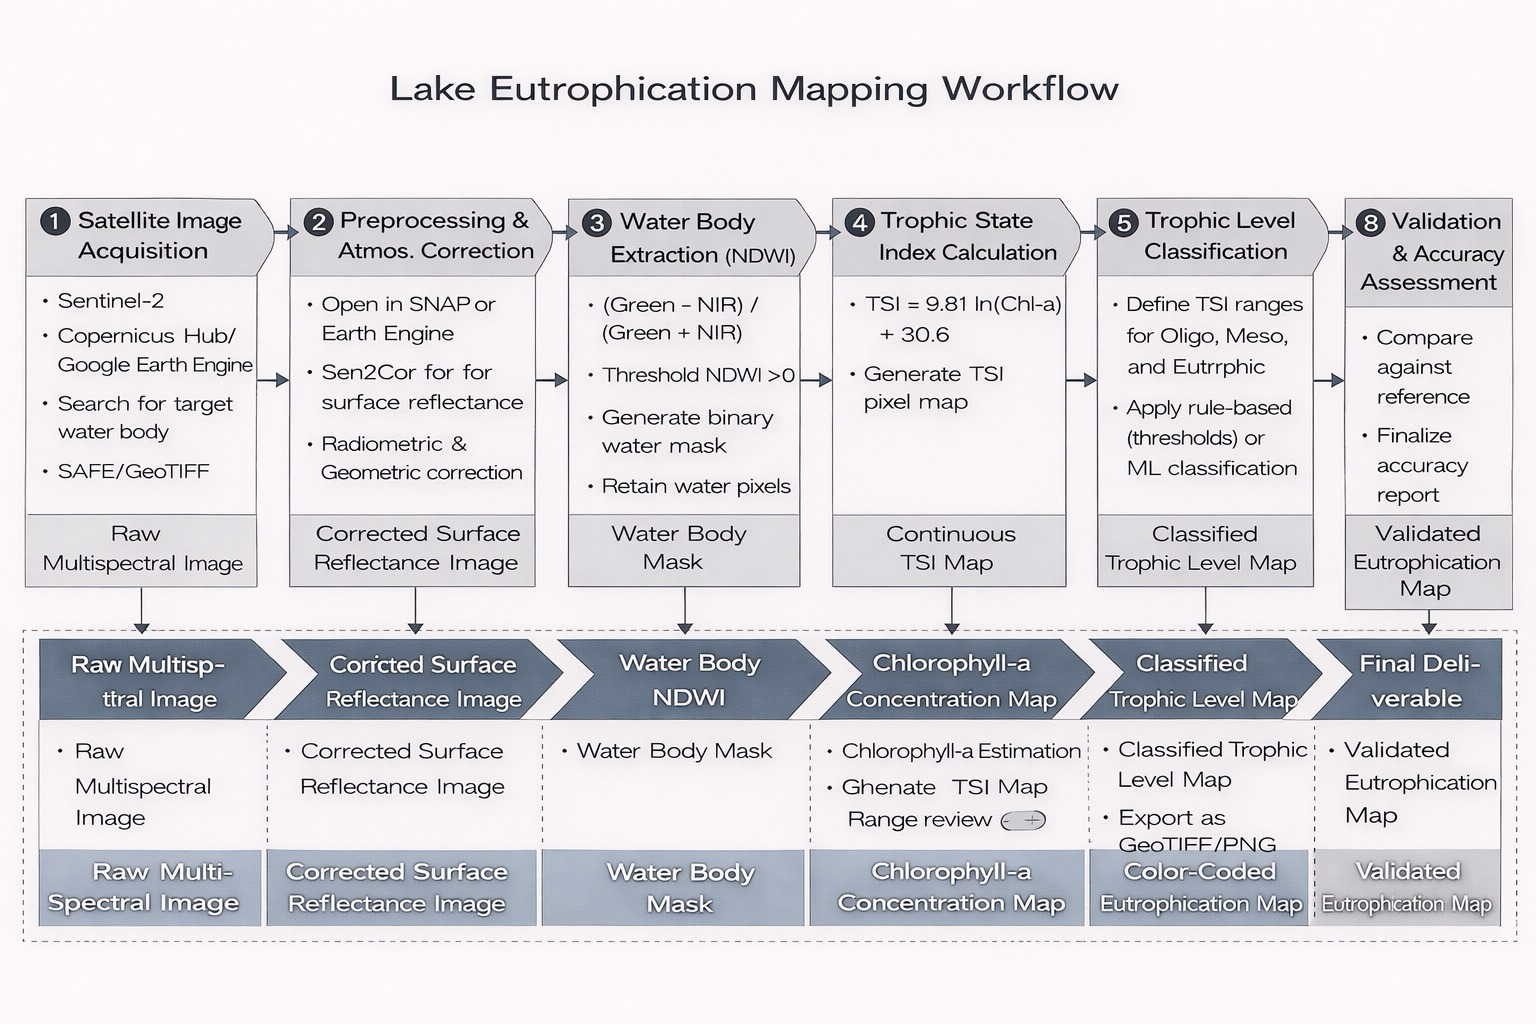 Lake Eutrophication Mapping Workflow
1 Satellite Image
Acquisition
• Sentinel-2
• Copernicus Hub/
Google Earth Engine
• Search for target
water body
• SAFE/GeoTIFF
Raw
Multispectral Image
2 Preprocessing &
Atmos. Correction
• Open in SNAP or
Earth Engine
• Sen2Cor for for
surface reflectance
• Radiometric &
Geometric correction
Corrected Surface
Reflectance Image
3 Water Body
Extraction (NDWI)
• (Green – NIR) /
(Green + NIR)
• Threshold NDWI >0
• Generate binary
water mask
• Retain water pixels
Water Body
Mask
4 Trophic State
Index Calculation
• TSI = 9.81 ln(Chl-a)
+ 30.6
• Generate TSI
pixel map
Continuous
TSI Map
5 Trophic Level
Classification
• Define TSI ranges
for Oligo, Meso,
and Eutrrphic
• Apply rule-based
(thresholds) or
ML classification
Classified
Trophic Level Map
8 Validation
& Accuracy
Assessment
• Compare
against
reference
• Finalize
accuracy
report
Validated
Eutrophication
Map
Raw Multisp-
ttral Image
• Raw
Multispectral
Image
Raw Multi-
Spectral Image
Corrícted Surface
Reflectance Image
• Corrected Surface
Reflectance Image
Corrected Surface
Reflectance Image
Water Body
NDWI
• Water Body Mask
Water Body
Mask
Chlorophyll-a
Concentration Map
• Chlorophyll-a Estimation
• Ghenate TSI Map
Range review
Chlorophyll-a
Concentration Map
Classified
Trophic Level Map
• Classified Trophic
Level Map
• Export as
GeoTIFF/PNG
Color-Coded
Eutrophication Map
Final Deli-
verable
• Validated
Eutrophication
Map
Validated
Eutrophication Map